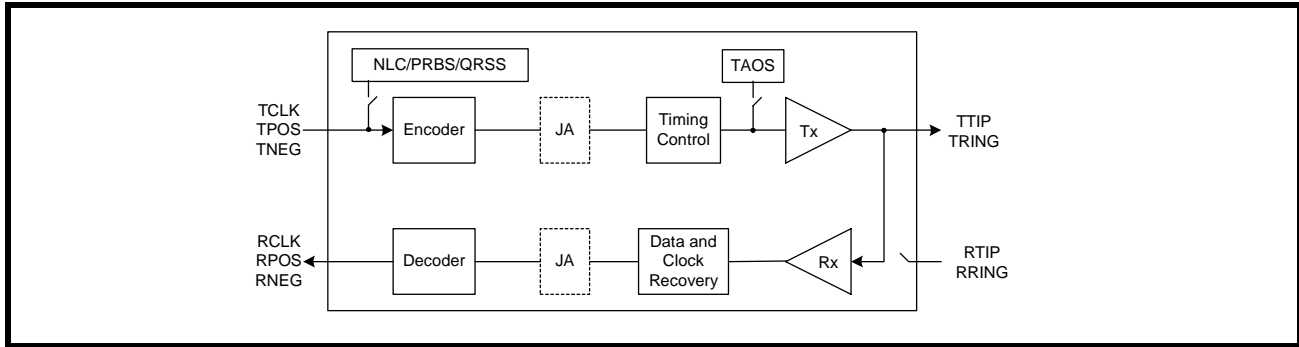 NLC/PRBS/QRSS
TAOS
TCLK
TPOS
TNEG
Encoder
JA
Timing
Control
Tx
TTIP
TRING
RCLK
RPOS
RNEG
Decoder
JA
Data and
Clock
Recovery
Rx
RTIP
RRING